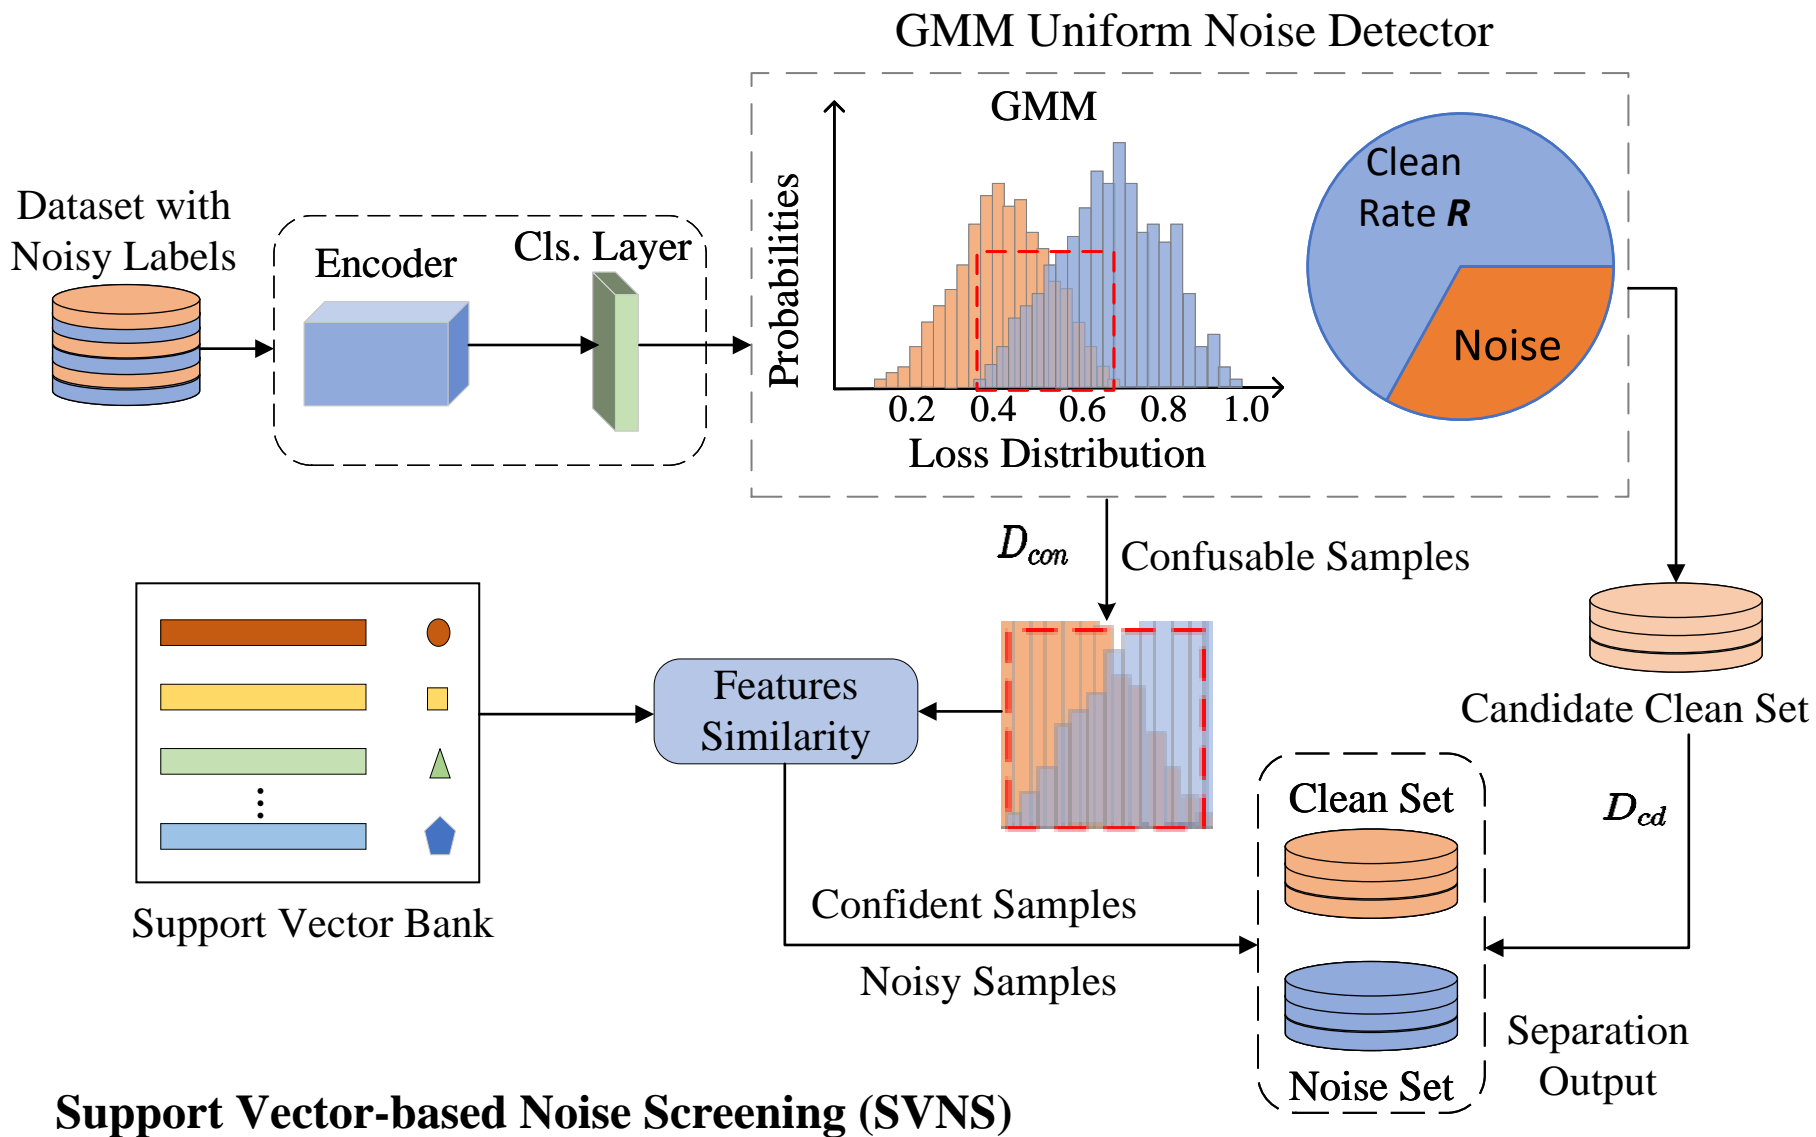 GMM Uniform Noise Detector
GMM
Probabilities
0.2 0.4 0.6 0.8 1.0
Loss Distribution
Clean
Rate R
Noise
Dataset with
Noisy Labels
Encoder
Cls. Layer
D_con
Confusable Samples
Features
Similarity
Support Vector Bank
Candidate Clean Set
D_cd
Clean Set
Confident Samples
Noisy Samples
Noise Set
Separation
Output
Support Vector-based Noise Screening (SVNS)